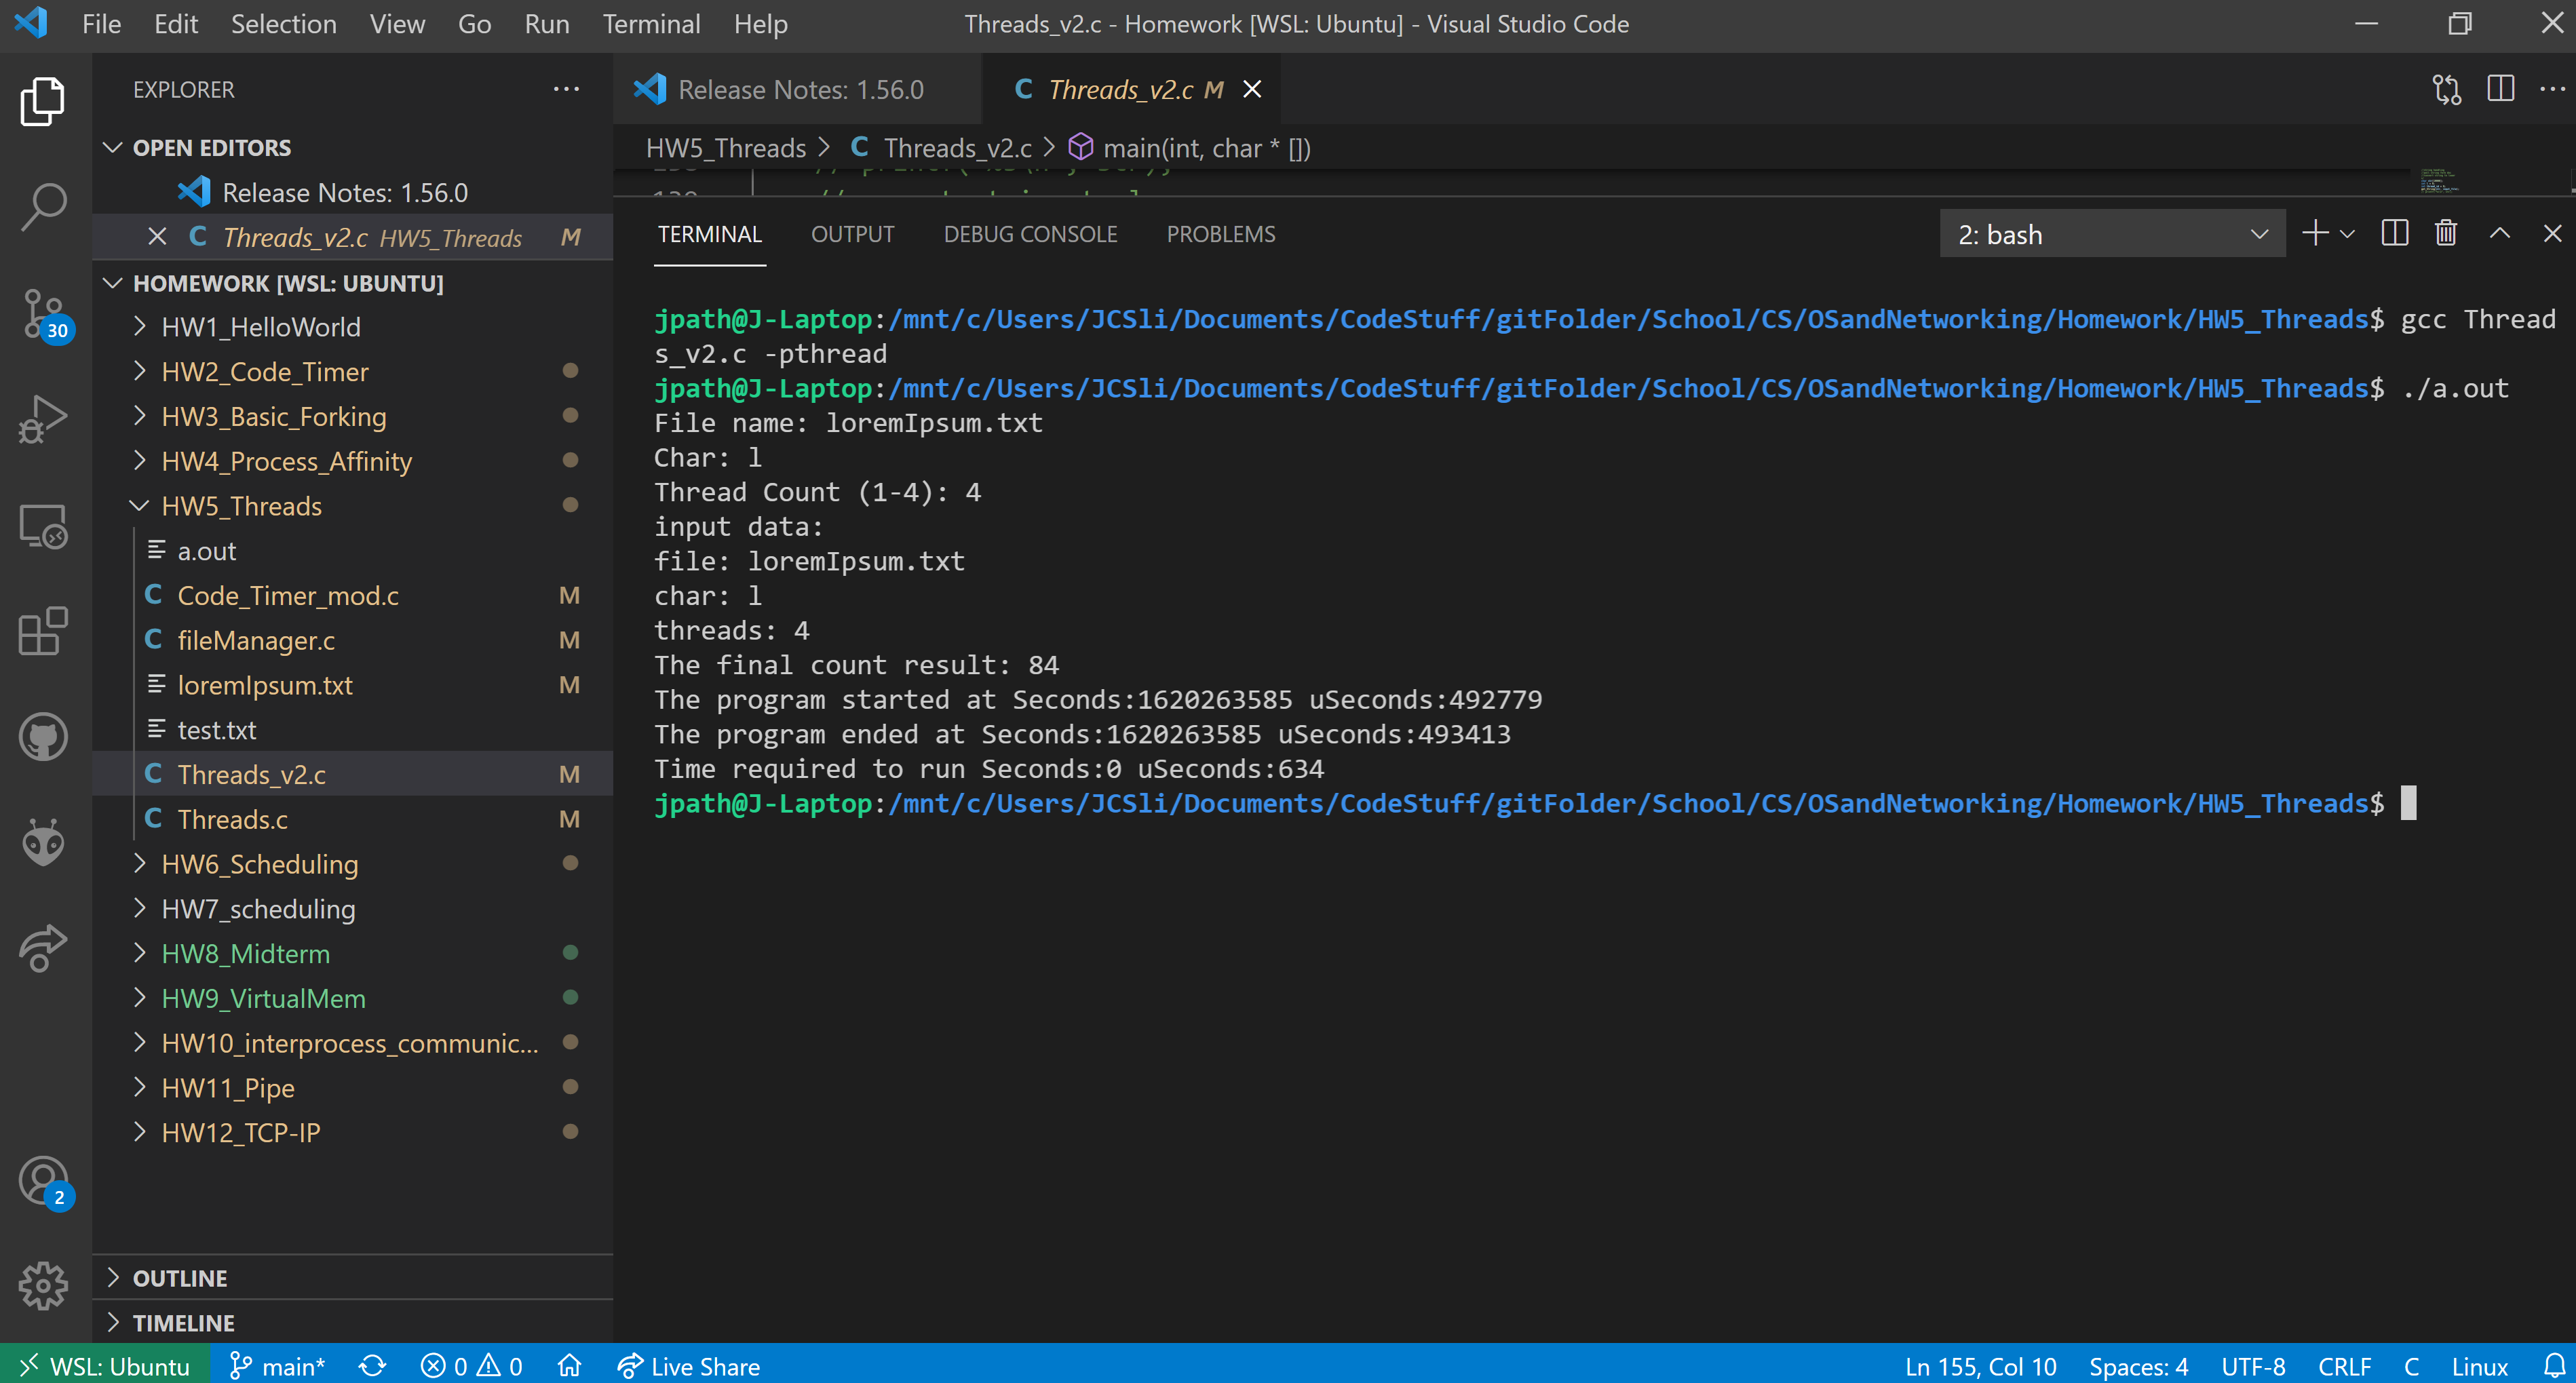 File Edit Selection View Go Run Terminal Help
Threads_v2.c - Homework [WSL: Ubuntu] - Visual Studio Code
EXPLORER
OPEN EDITORS
Release Notes: 1.56.0
Threads_v2.c HW5_Threads M
HOMEWORK [WSL: UBUNTU]
HW1_HelloWorld
HW2_Code_Timer
HW3_Basic_Forking
HW4_Process_Affinity
HW5_Threads
a.out
C Code_Timer_mod.c M
C fileManager.c M
loremIpsum.txt M
test.txt
C Threads_v2.c M
C Threads.c M
HW6_Scheduling
HW7_scheduling
HW8_Midterm
HW9_VirtualMem
HW10_interprocess_communic...
HW11_Pipe
HW12_TCP-IP
OUTLINE
TIMELINE
30
2
Release Notes: 1.56.0
C Threads_v2.c M
HW5_Threads > C Threads_v2.c > main(int, char * [])
TERMINAL OUTPUT DEBUG CONSOLE PROBLEMS
2: bash
jpath@J-Laptop:/mnt/c/Users/JCSli/Documents/CodeStuff/gitFolder/School/CS/OSandNetworking/Homework/HW5_Threads$ gcc Thread
s_v2.c -pthread
jpath@J-Laptop:/mnt/c/Users/JCSli/Documents/CodeStuff/gitFolder/School/CS/OSandNetworking/Homework/HW5_Threads$ ./a.out
File name: loremIpsum.txt
Char: l
Thread Count (1-4): 4
input data:
file: loremIpsum.txt
char: l
threads: 4
The final count result: 84
The program started at Seconds:1620263585 uSeconds:492779
The program ended at Seconds:1620263585 uSeconds:493413
Time required to run Seconds:0 uSeconds:634
jpath@J-Laptop:/mnt/c/Users/JCSli/Documents/CodeStuff/gitFolder/School/CS/OSandNetworking/Homework/HW5_Threads$
WSL: Ubuntu main* 0 0 Live Share
Ln 155, Col 10 Spaces: 4 UTF-8 CRLF C Linux